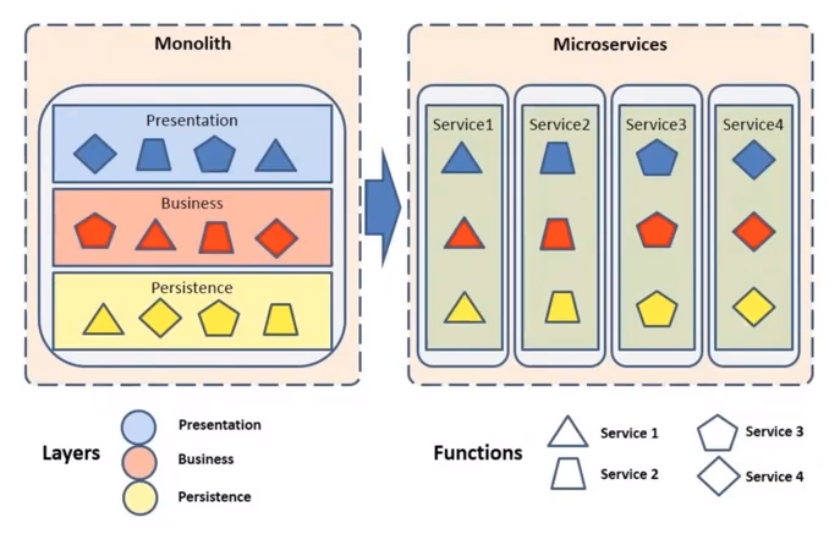 Monolith
Microservices
Presentation
Business
Persistence
Service1
Service2
Service3
Service4
Layers
Presentation
Business
Persistence
Functions
Service 1
Service 2
Service 3
Service 4